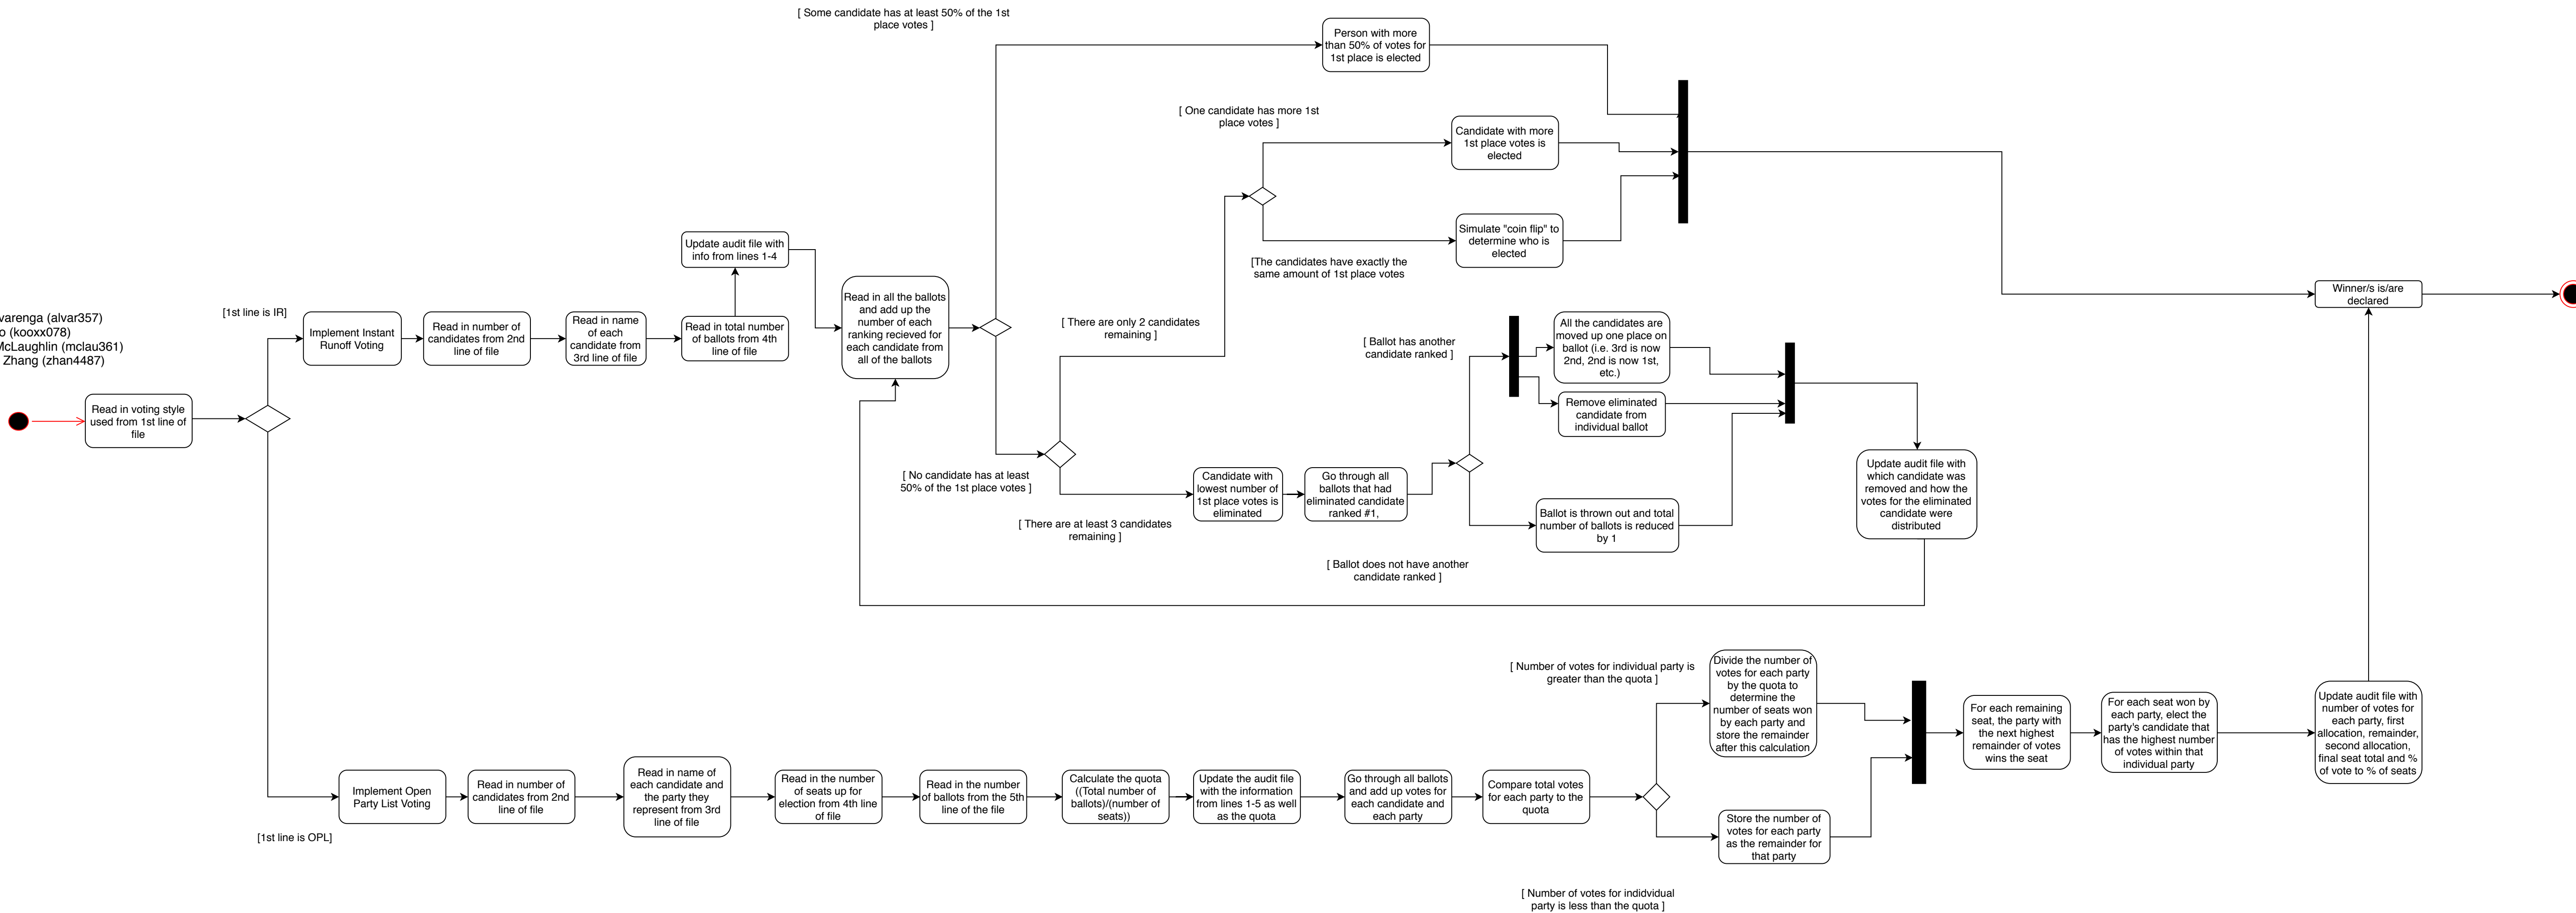 [ Some candidate has at least 50% of the 1st
place votes ]
Person with more
than 50% of votes for
1st place is elected
[ One candidate has more 1st
place votes ]
Candidate with more
1st place votes is
elected
Simulate "coin flip" to
determine who is
elected
[The candidates have exactly the
same amount of 1st place votes
Update audit file with
info from lines 1-4
Read in all the ballots
and add up the
number of each
ranking recieved for
each candidate from
all of the ballots
Winner/s is/are
declared
varenga (alvar357)
o (kooxx078)
McLaughlin (mclau361)
Zhang (zhan4487)
[1st line is IR]
Implement Instant
Runoff Voting
Read in number of
candidates from 2nd
line of file
Read in name
of each
candidate from
3rd line of file
Read in total number
of ballots from 4th
line of file
[ There are only 2 candidates
remaining ]
[ Ballot has another
candidate ranked ]
All the candidates are
moved up one place on
ballot (i.e. 3rd is now
2nd, 2nd is now 1st,
etc.)
Remove eliminated
candidate from
individual ballot
Read in voting style
used from 1st line of
file
[ No candidate has at least
50% of the 1st place votes ]
Candidate with
lowest number of
1st place votes is
eliminated
Go through all
ballots that had
eliminated candidate
ranked #1,
Update audit file with
which candidate was
removed and how the
votes for the eliminated
candidate were
distributed
[ There are at least 3 candidates
remaining ]
Ballot is thrown out and total
number of ballots is reduced
by 1
[ Ballot does not have another
candidate ranked ]
[ Number of votes for individual party is
greater than the quota ]
Divide the number of
votes for each party
by the quota to
determine the
number of seats won
by each party and
store the remainder
after this calculation
For each remaining
seat, the party with
the next highest
remainder of votes
wins the seat
For each seat won by
each party, elect the
party's candidate that
has the highest number
of votes within that
individual party
Update audit file with
number of votes for
each party, first
allocation, remainder,
second allocation,
final seat total and %
of vote to % of seats
Implement Open
Party List Voting
Read in number of
candidates from 2nd
line of file
Read in name of
each candidate and
the party they
represent from 3rd
line of file
Read in the number
of seats up for
election from 4th line
of file
Read in the number
of ballots from the 5th
line of the file
Calculate the quota
((Total number of
ballots)/(number of
seats))
Update the audit file
with the information
from lines 1-5 as well
as the quota
Go through all ballots
and add up votes for
each candidate and
each party
Compare total votes
for each party to the
quota
Store the number of
votes for each party
as the remainder for
that party
[1st line is OPL]
[ Number of votes for indidvidual
party is less than the quota ]